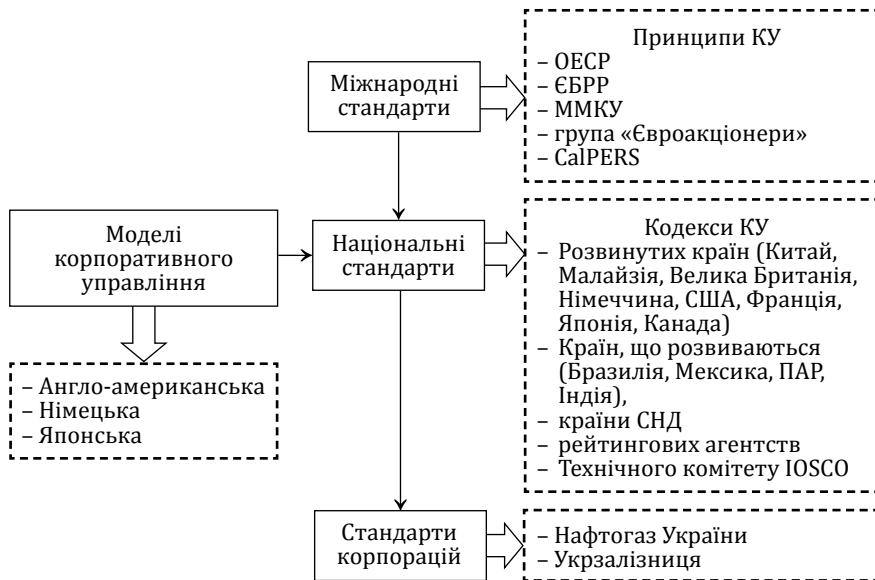 Міжнародні
стандарти
Принципи КУ
– ОЕСР
– ЄБРР
– ММКУ
– група «Євроакціонери»
– CalPERS
Моделі
корпоративного
управління
– Англо-американська
– Німецька
– Японська
Національні
стандарти
Кодекси КУ
– Розвинутих країн (Китай,
Малайзія, Велика Британія,
Німеччина, США, Франція,
Японія, Канада)
– Країн, що розвиваються
(Бразилія, Мексика, ПАР,
Індія),
– країни СНД
– рейтингових агентств
– Технічного комітету IOSCO
Стандарти
корпорацій
– Нафтогаз України
– Укрзалізниця